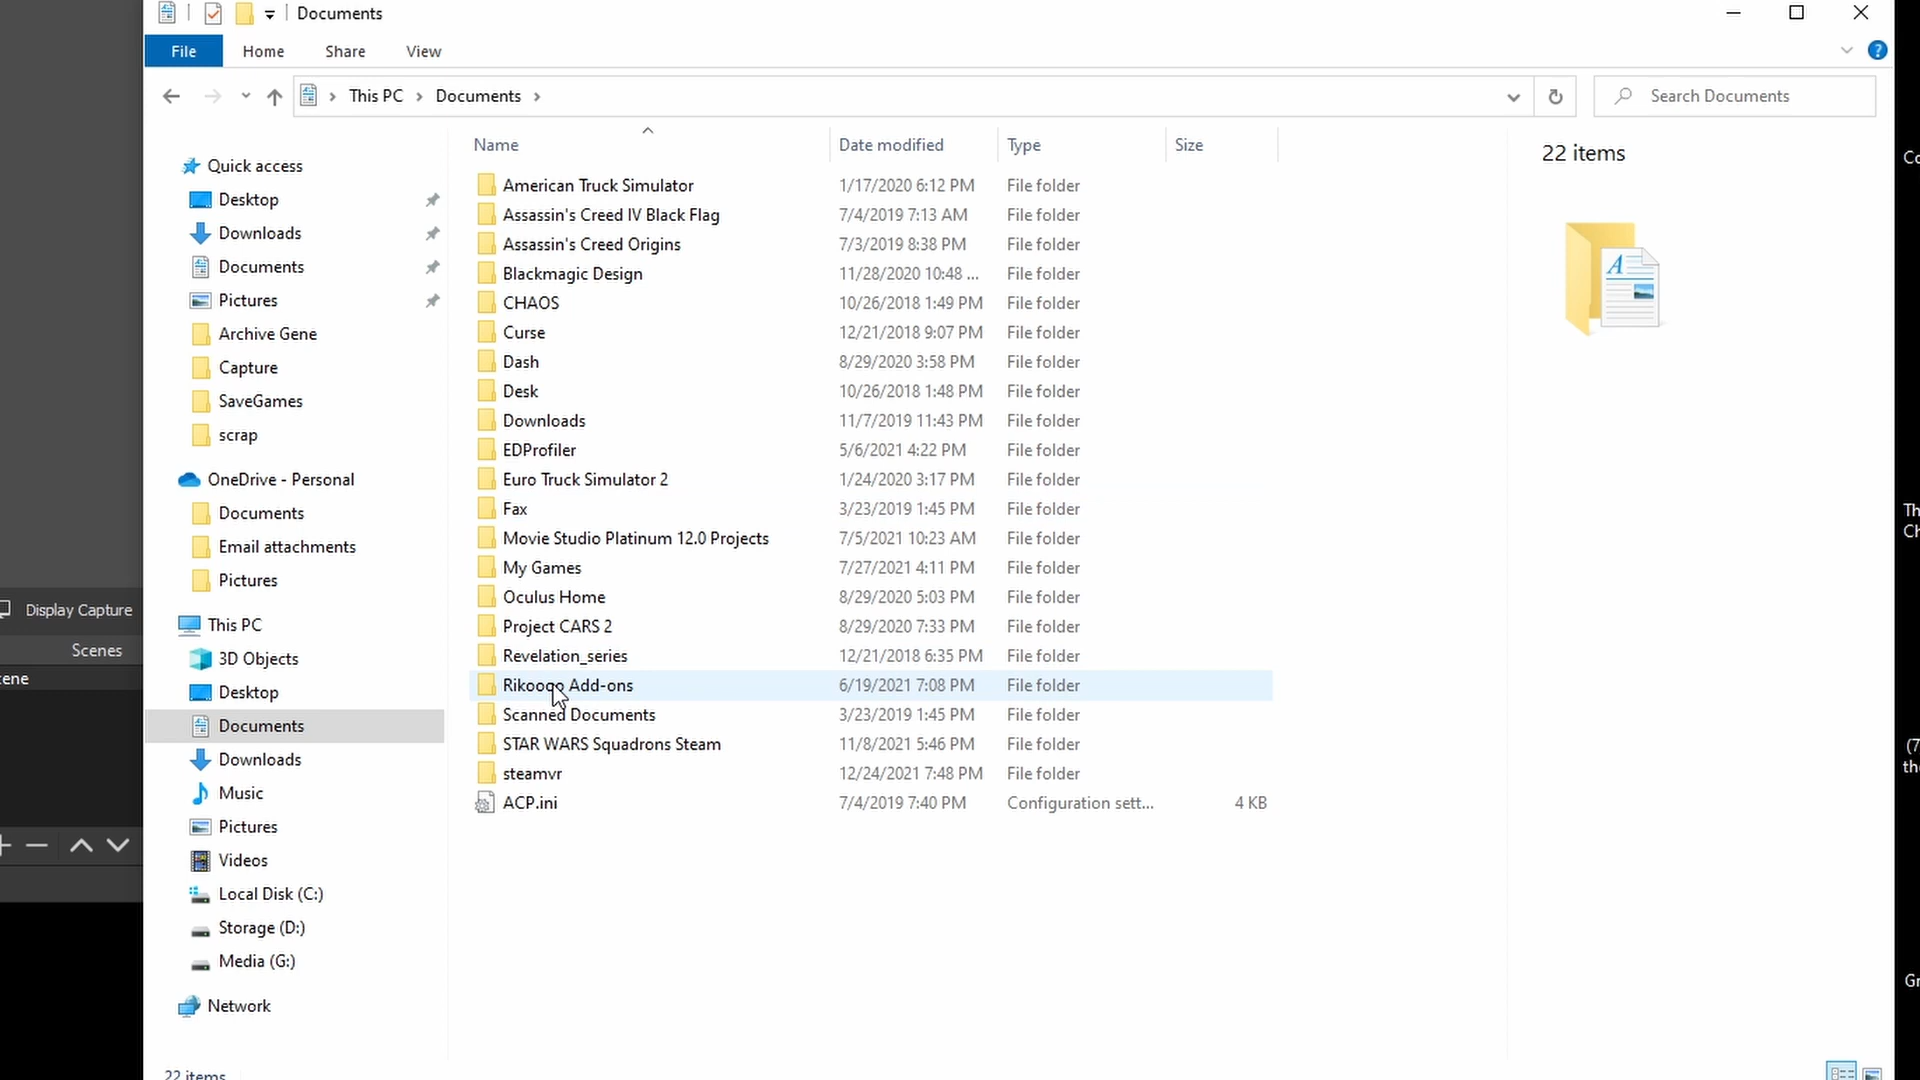 Documents
File Home Share View
This PC Documents
Search Documents
Name Date modified Type Size
22 items
Quick access
Desktop
Downloads
Documents
Pictures
Archive Gene
Capture
SaveGames
scrap
OneDrive - Personal
Documents
Email attachments
Pictures
This PC
3D Objects
Desktop
Documents
Downloads
Music
Pictures
Videos
Local Disk (C:)
Storage (D:)
Media (G:)
Network
American Truck Simulator 1/17/2020 6:12 PM File folder
Assassin's Creed IV Black Flag 7/4/2019 7:13 AM File folder
Assassin's Creed Origins 7/3/2019 8:38 PM File folder
Blackmagic Design 11/28/2020 10:48 ... File folder
CHAOS 10/26/2018 1:49 PM File folder
Curse 12/21/2018 9:07 PM File folder
Dash 8/29/2020 3:58 PM File folder
Desk 10/26/2018 1:48 PM File folder
Downloads 11/7/2019 11:43 PM File folder
EDProfiler 5/6/2021 4:22 PM File folder
Euro Truck Simulator 2 1/24/2020 3:17 PM File folder
Fax 3/23/2019 1:45 PM File folder
Movie Studio Platinum 12.0 Projects 7/5/2021 10:23 AM File folder
My Games 7/27/2021 4:11 PM File folder
Oculus Home 8/29/2020 5:03 PM File folder
Project CARS 2 8/29/2020 7:33 PM File folder
Revelation_series 12/21/2018 6:35 PM File folder
Rikoooo Add-ons 6/19/2021 7:08 PM File folder
Scanned Documents 3/23/2019 1:45 PM File folder
STAR WARS Squadrons Steam 11/8/2021 5:46 PM File folder
steamvr 12/24/2021 7:48 PM File folder
ACP.ini 7/4/2019 7:40 PM Configuration sett... 4 KB
22 items
Display Capture
Scenes
ene
Co
Th
Ch
(7
the
Gr